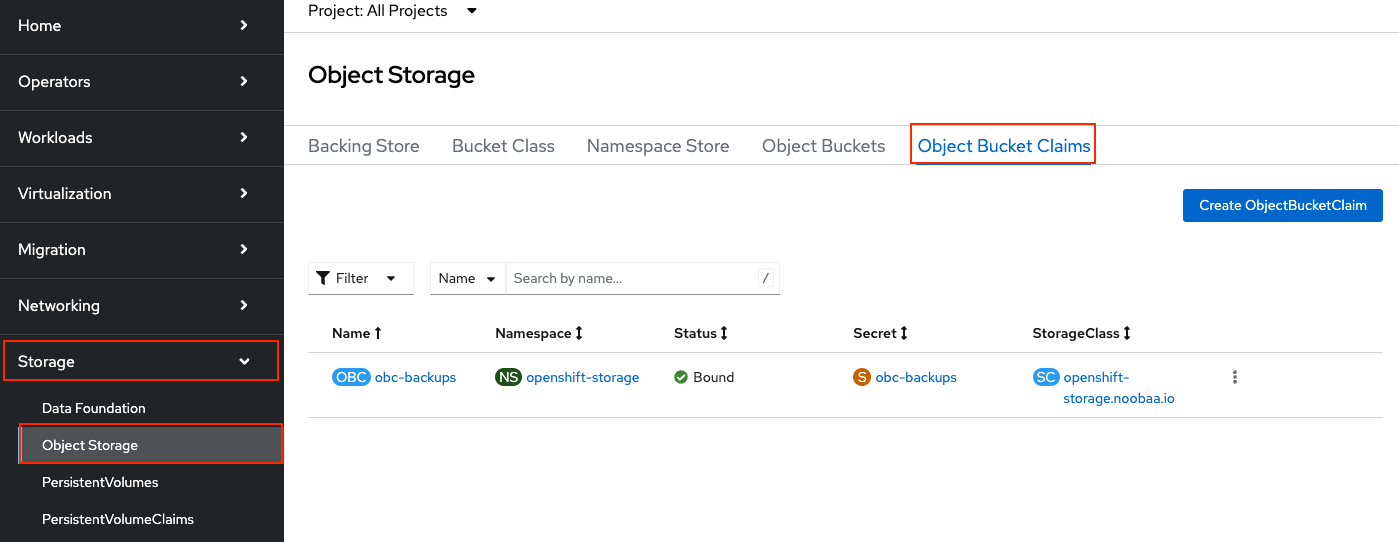 Home
Operators
Workloads
Virtualization
Migration
Networking
Storage
Data Foundation
Object Storage
PersistentVolumes
PersistentVolumeClaims
Project: All Projects
Object Storage
Backing Store Bucket Class Namespace Store Object Buckets Object Bucket Claims
Create ObjectBucketClaim
Filter Name Search by name... /
Name Namespace Status Secret StorageClass
OBC obc-backups NS openshift-storage Bound S obc-backups SC openshift-
storage.noobaa.io